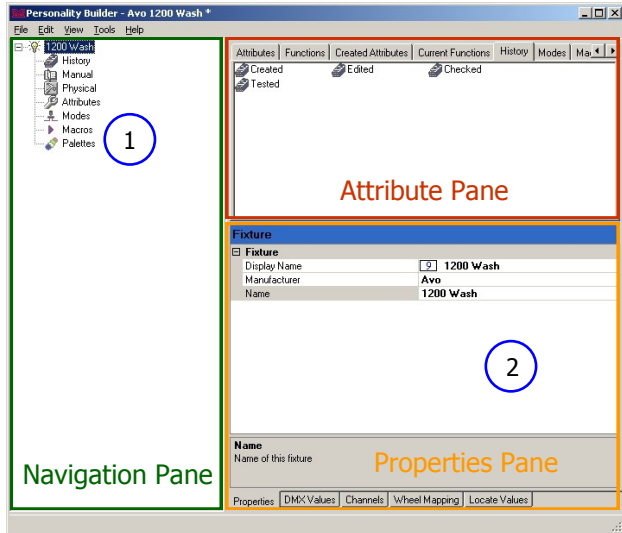 Personality Builder - Avo 1200 Wash *
File Edit View Tools Help
1200 Wash
History
Manual
Physical
Attributes
Modes
Macros
Palettes
1
Navigation Pane
Attributes Functions Created Attributes Current Functions History Modes
Created Edited Checked
Tested
Attribute Pane
Fixture
Fixture
Display Name 9 1200 Wash
Manufacturer Avo
Name 1200 Wash
2
Name
Name of this fixture
Properties Pane
Properties DMX Values Channels Wheel Mapping Locate Values